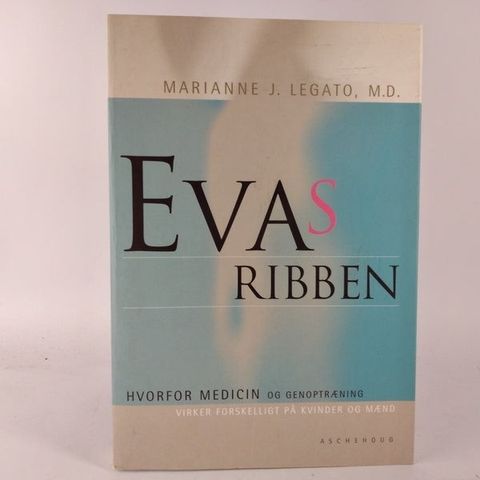 MARIANNE J. LEGATO, M.D.
EVAS
RIBBEN
HVORFOR MEDICIN OG GENOPTRÆNING
VIRKER FORSKELLIGT PÅ KVINDER OG MÆND
ASCHEHOUG